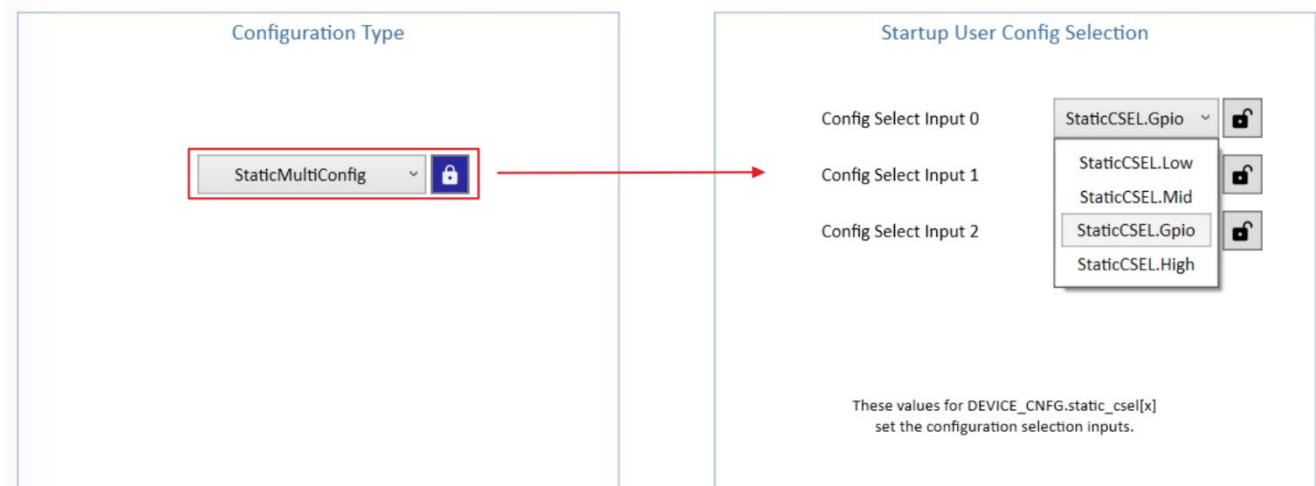 Configuration Type
StaticMultiConfig
Startup User Config Selection
Config Select Input 0
StaticCSEL.Gpio
StaticCSEL.Low
Config Select Input 1
StaticCSEL.Mid
Config Select Input 2
StaticCSEL.Gpio
StaticCSEL.High
These values for DEVICE_CNFG.static_csel[x]
set the configuration selection inputs.